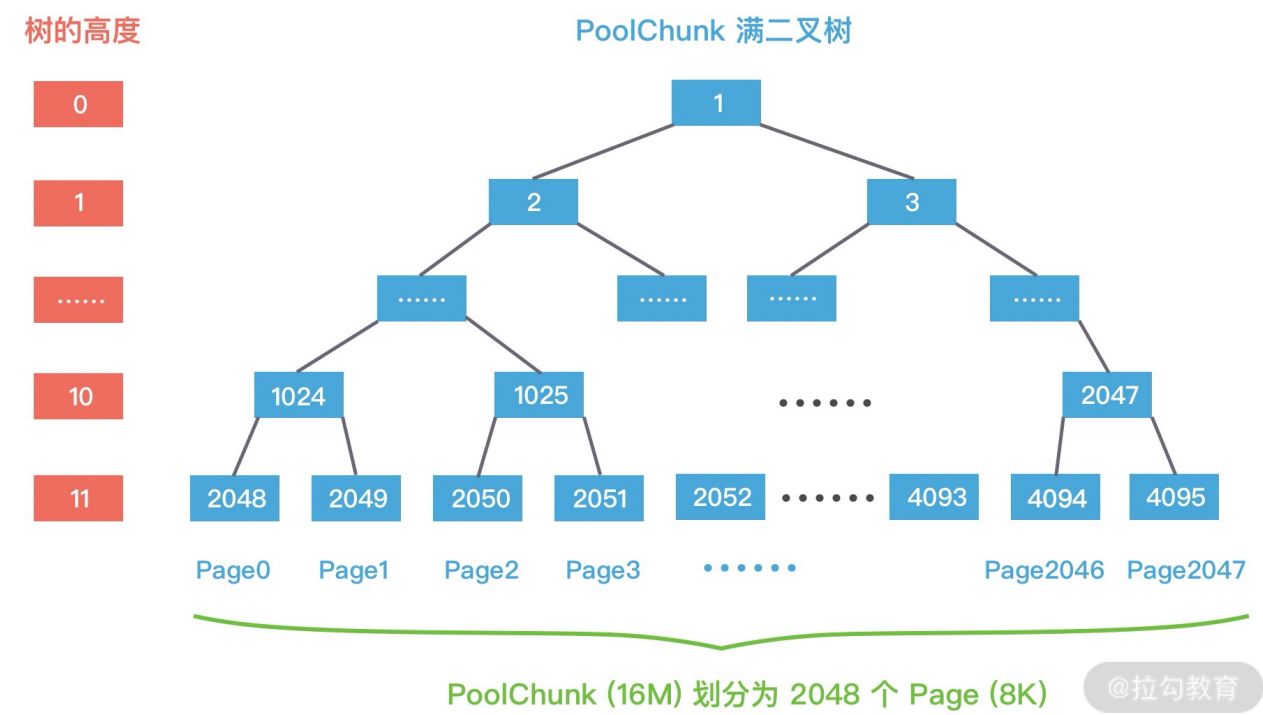 树的高度 PoolChunk 满二叉树
0 1
1 2 3
...... ...... ...... ...... ......
10 1024 1025 ...... 2047
11 2048 2049 2050 2051 2052 ...... 4093 4094 4095
Page0 Page1 Page2 Page3 ...... Page2046 Page2047
PoolChunk (16M) 划分为 2048 个 Page (8K)
@拉勾教育